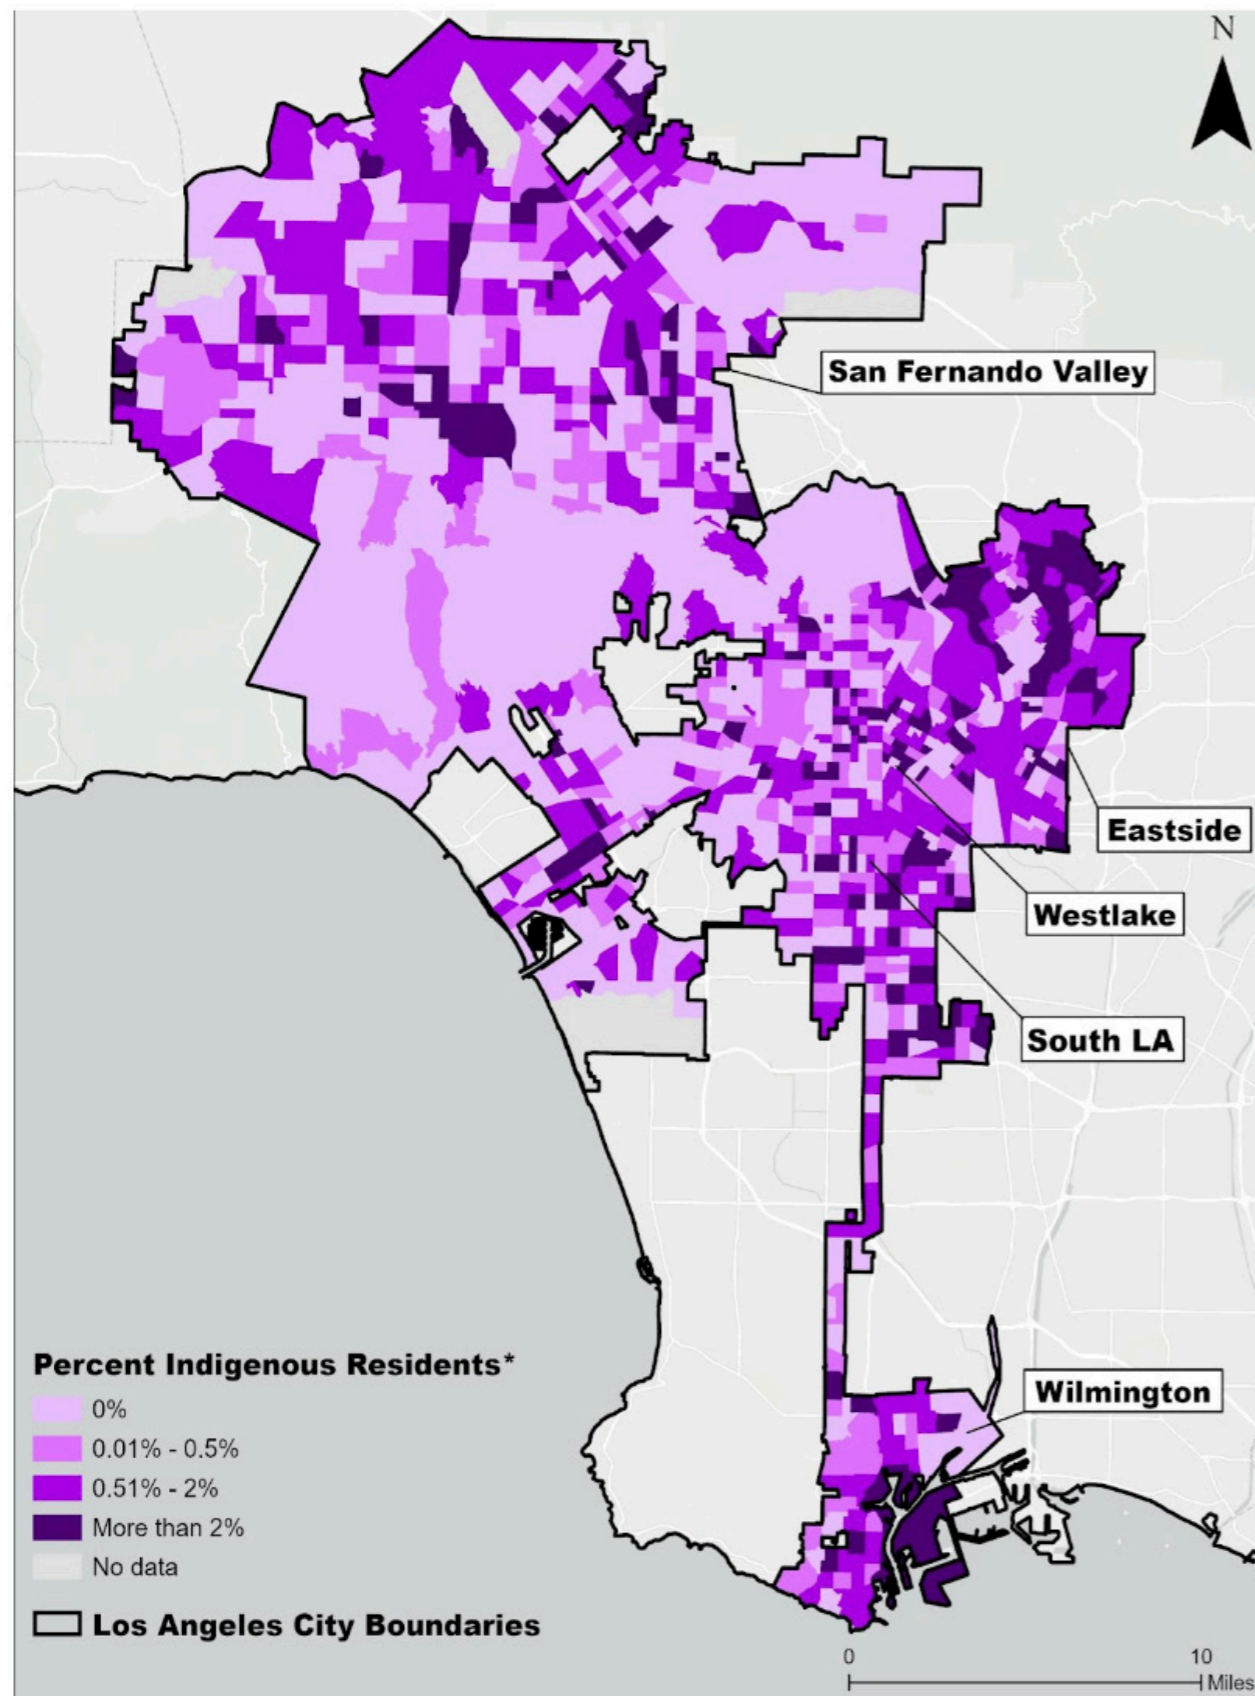 N
San Fernando Valley
Eastside
Westlake
South LA
Percent Indigenous Residents*
0%
0.01% - 0.5%
0.51% - 2%
More than 2%
No data
Los Angeles City Boundaries
Wilmington
0 10
Miles